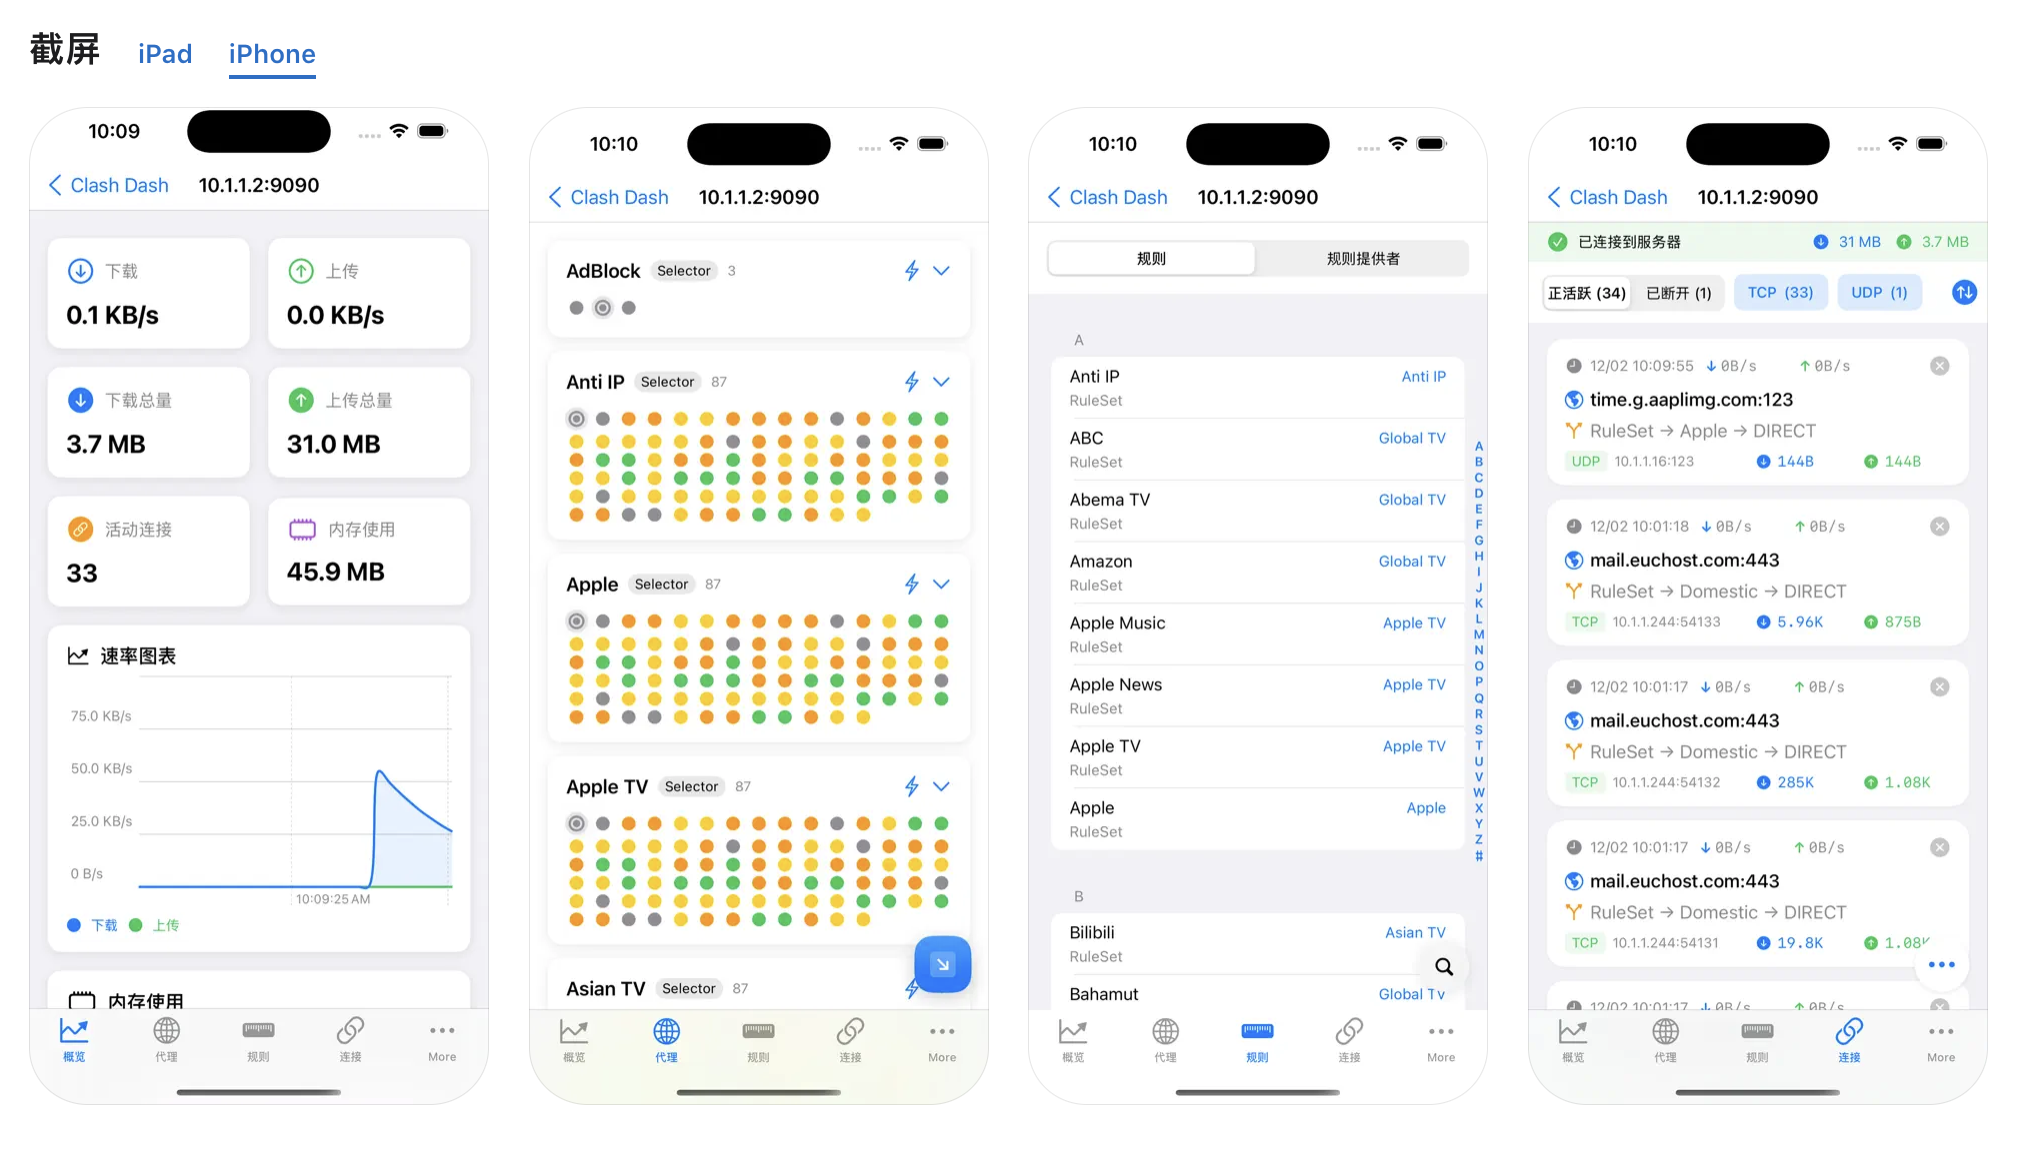 截屏 iPad iPhone
10:09
Clash Dash 10.1.1.2:9090
下载 上传
0.1 KB/s 0.0 KB/s
下载总量 上传总量
3.7 MB 31.0 MB
活动连接 内存使用
33 45.9 MB
速率图表
75.0 KB/s
50.0 KB/s
25.0 KB/s
0 B/s
10:09:25 AM
下载 上传
内存使用
概览 代理 规则 连接 More
10:10
Clash Dash 10.1.1.2:9090
AdBlock Selector 3
Anti IP Selector 87
Apple Selector 87
Apple TV Selector 87
Asian TV Selector 87
概览 代理 规则 连接 More
10:10
Clash Dash 10.1.1.2:9090
规则 规则提供者
A
Anti IP Anti IP
RuleSet
ABC Global TV
RuleSet
Abema TV Global TV
RuleSet
Amazon Global TV
RuleSet
Apple Music Apple TV
RuleSet
Apple News Apple TV
RuleSet
Apple TV Apple TV
RuleSet
Apple Apple
RuleSet
B
Bilibili Asian TV
RuleSet
Bahamut Global TV
A
B
C
D
E
F
G
H
I
J
K
L
M
N
O
P
Q
R
S
T
U
V
W
X
Y
Z
#
概览 代理 规则 连接 More
10:10
Clash Dash 10.1.1.2:9090
已连接到服务器 31 MB 3.7 MB
正活跃 (34) 已断开 (1) TCP (33) UDP (1)
12/02 10:09:55 ↓0B/s ↑0B/s
time.g.aaplimg.com:123
RuleSet → Apple → DIRECT
UDP 10.1.1.16:123 144B 144B
12/02 10:01:18 ↓0B/s ↑0B/s
mail.euchost.com:443
RuleSet → Domestic → DIRECT
TCP 10.1.1.244:54133 5.96K 875B
12/02 10:01:17 ↓0B/s ↑0B/s
mail.euchost.com:443
RuleSet → Domestic → DIRECT
TCP 10.1.1.244:54132 285K 1.08K
12/02 10:01:17 ↓0B/s ↑0B/s
mail.euchost.com:443
RuleSet → Domestic → DIRECT
TCP 10.1.1.244:54131 19.8K 1.08K
12/02 10:01:17 ↓0B/s ↑0B/s
概览 代理 规则 连接 More